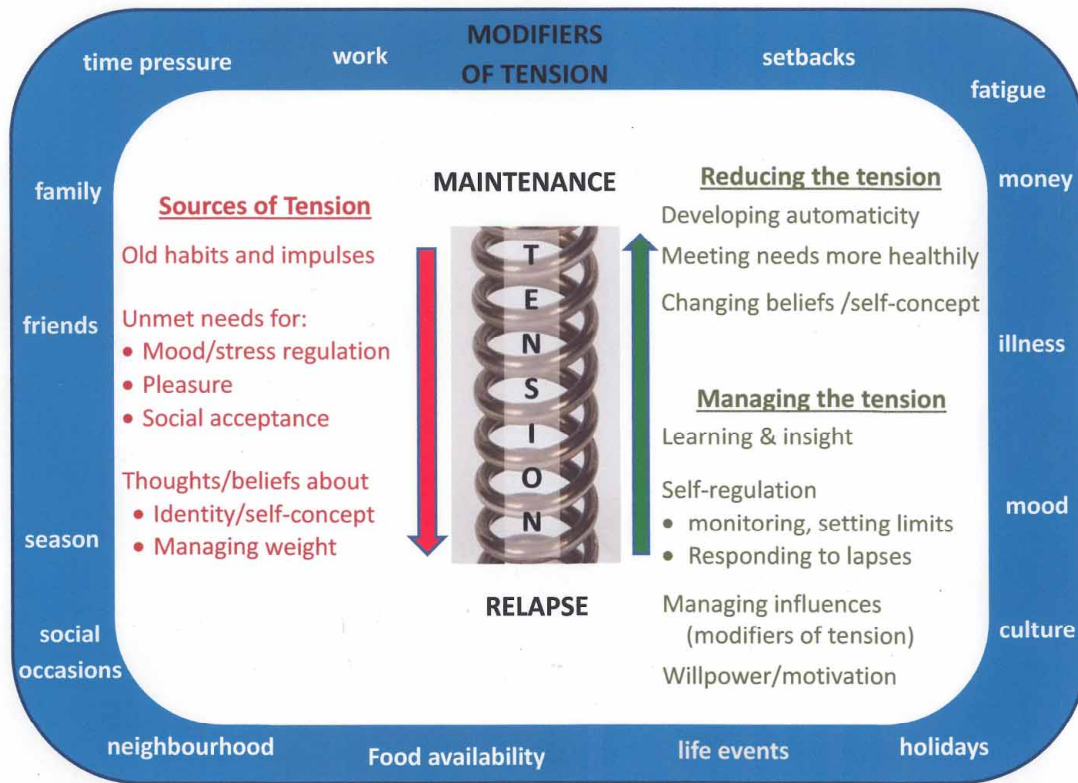 time pressure
work
MODIFIERS
OF TENSION
setbacks
fatigue
family
friends
season
social
occasions
money
illness
mood
culture
neighbourhood
Food availability
life events
holidays
Sources of Tension
Old habits and impulses
Unmet needs for:
• Mood/stress regulation
• Pleasure
• Social acceptance
Thoughts/beliefs about
• Identity/self-concept
• Managing weight
MAINTENANCE
TENSION
RELAPSE
Reducing the tension
Developing automaticity
Meeting needs more healthily
Changing beliefs /self-concept
Managing the tension
Learning & insight
Self-regulation
• monitoring, setting limits
• Responding to lapses
Managing influences
(modifiers of tension)
Willpower/motivation